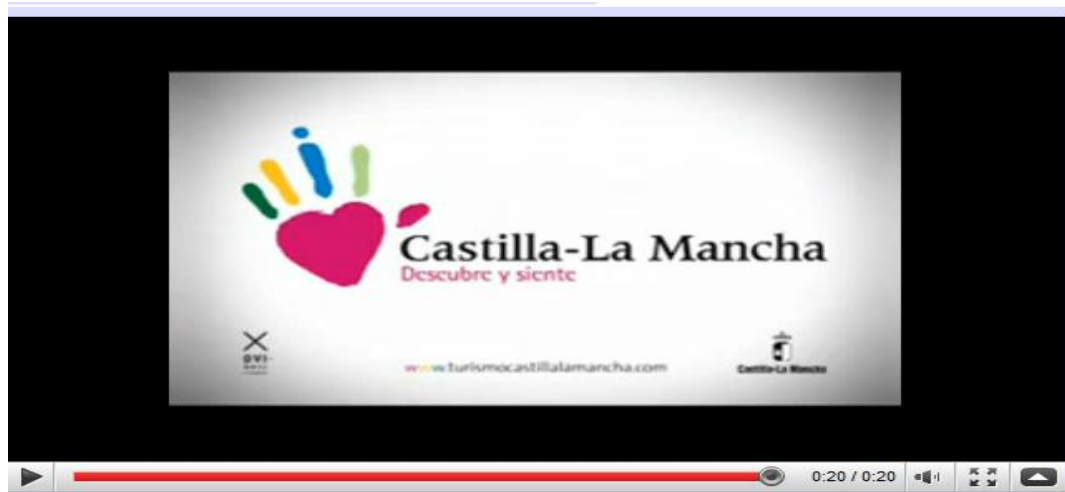 Castilla-La Mancha
Descubre y siente
www.turismocastillalamancha.com
Castilla-La Mancha
0:20 / 0:20